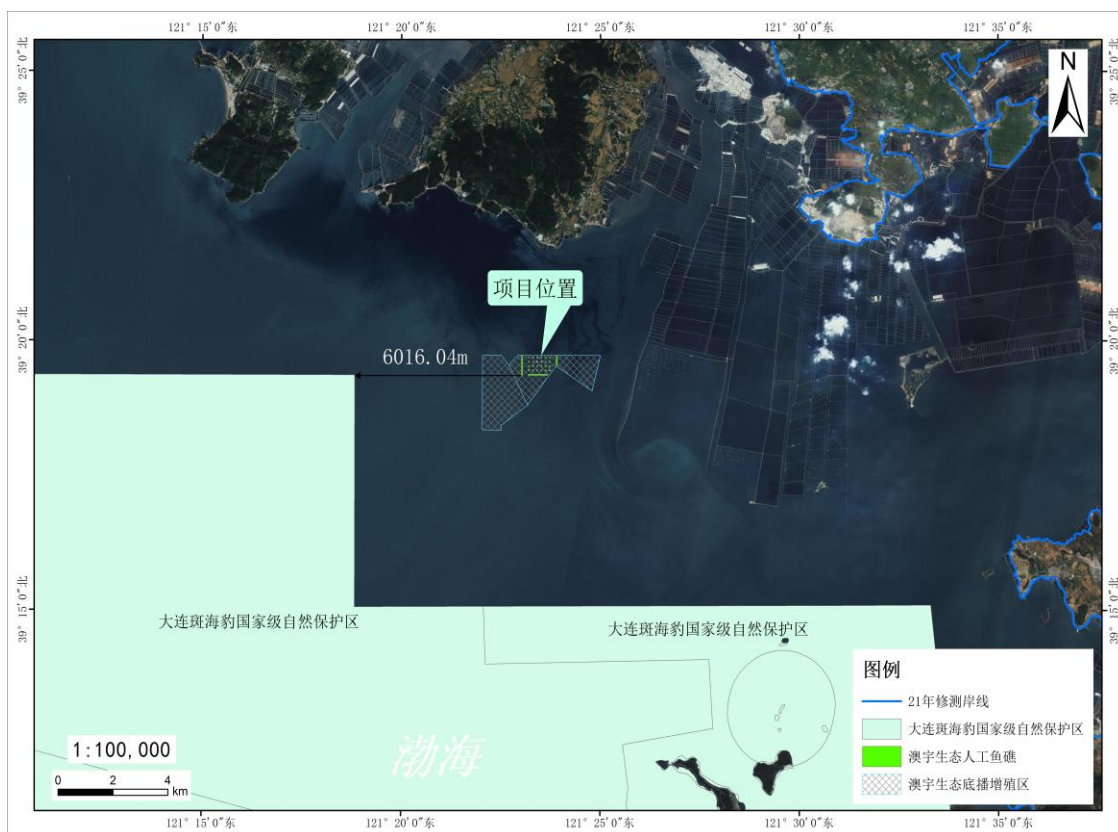 121° 15′0″东
121° 20′0″东
121° 25′0″东
121° 30′0″东
121° 35′0″东
39° 25′0″北
39° 25′0″北
N
项目位置
6016.04m
39° 20′0″北
39° 20′0″北
39° 15′0″北
39° 15′0″北
大连斑海豹国家级自然保护区
大连斑海豹国家级自然保护区
渤海
1:100,000
0 2 4
km
图例
21年修测岸线
大连斑海豹国家级自然保护区
澳宇生态人工鱼礁
澳宇生态底播增殖区
121° 15′0″东
121° 20′0″东
121° 25′0″东
121° 30′0″东
121° 35′0″东